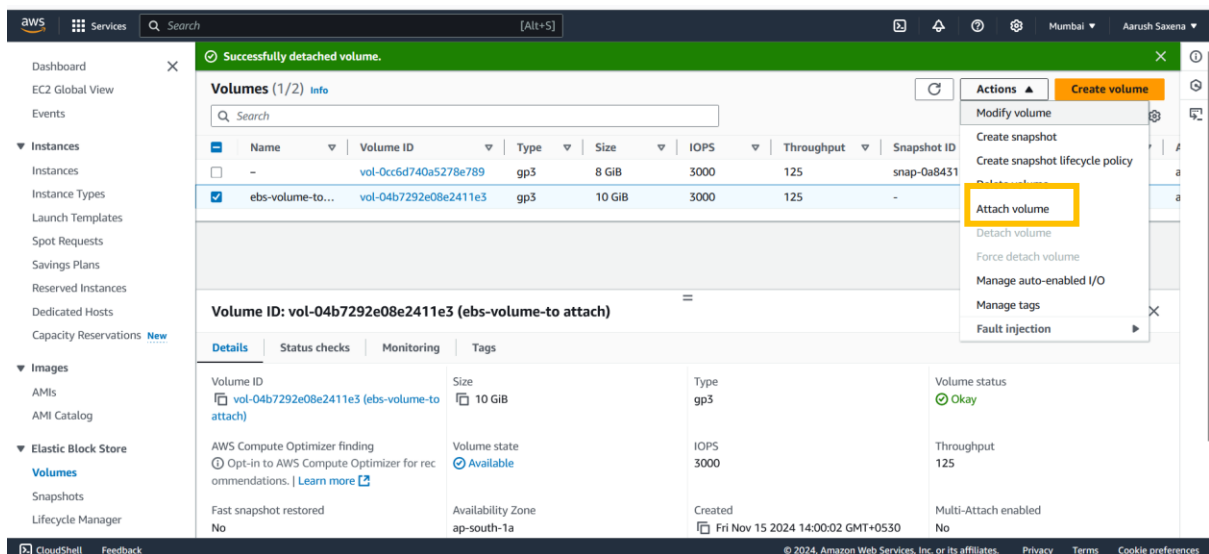 aws
Services
Search
[Alt+S]
Mumbai
Aarush Saxena
Dashboard
EC2 Global View
Events
Instances
Instances
Instance Types
Launch Templates
Spot Requests
Savings Plans
Reserved Instances
Dedicated Hosts
Capacity Reservations New
Images
AMIs
AMI Catalog
Elastic Block Store
Volumes
Snapshots
Lifecycle Manager
Successfully detached volume.
Volumes (1/2) Info
Actions
Create volume
Search
Modify volume
Create snapshot
Create snapshot lifecycle policy
Delete volume
Attach volume
Detach volume
Force detach volume
Manage auto-enabled I/O
Manage tags
Fault injection
Name Volume ID Type Size IOPS Throughput Snapshot ID
– vol-0cc6d740a5278e789 gp3 8 GiB 3000 125 snap-0a8431
ebs-volume-to... vol-04b7292e08e2411e3 gp3 10 GiB 3000 125 -
Volume ID: vol-04b7292e08e2411e3 (ebs-volume-to attach)
Details Status checks Monitoring Tags
Volume ID
vol-04b7292e08e2411e3 (ebs-volume-to
attach)
Size
10 GiB
Type
gp3
Volume status
Okay
AWS Compute Optimizer finding
Opt-in to AWS Compute Optimizer for rec
ommendations. | Learn more
Volume state
Available
IOPS
3000
Throughput
125
Fast snapshot restored
No
Availability Zone
ap-south-1a
Created
Fri Nov 15 2024 14:00:02 GMT+0530
Multi-Attach enabled
No
CloudShell Feedback
© 2024, Amazon Web Services, Inc. or its affiliates. Privacy Terms Cookie preferences